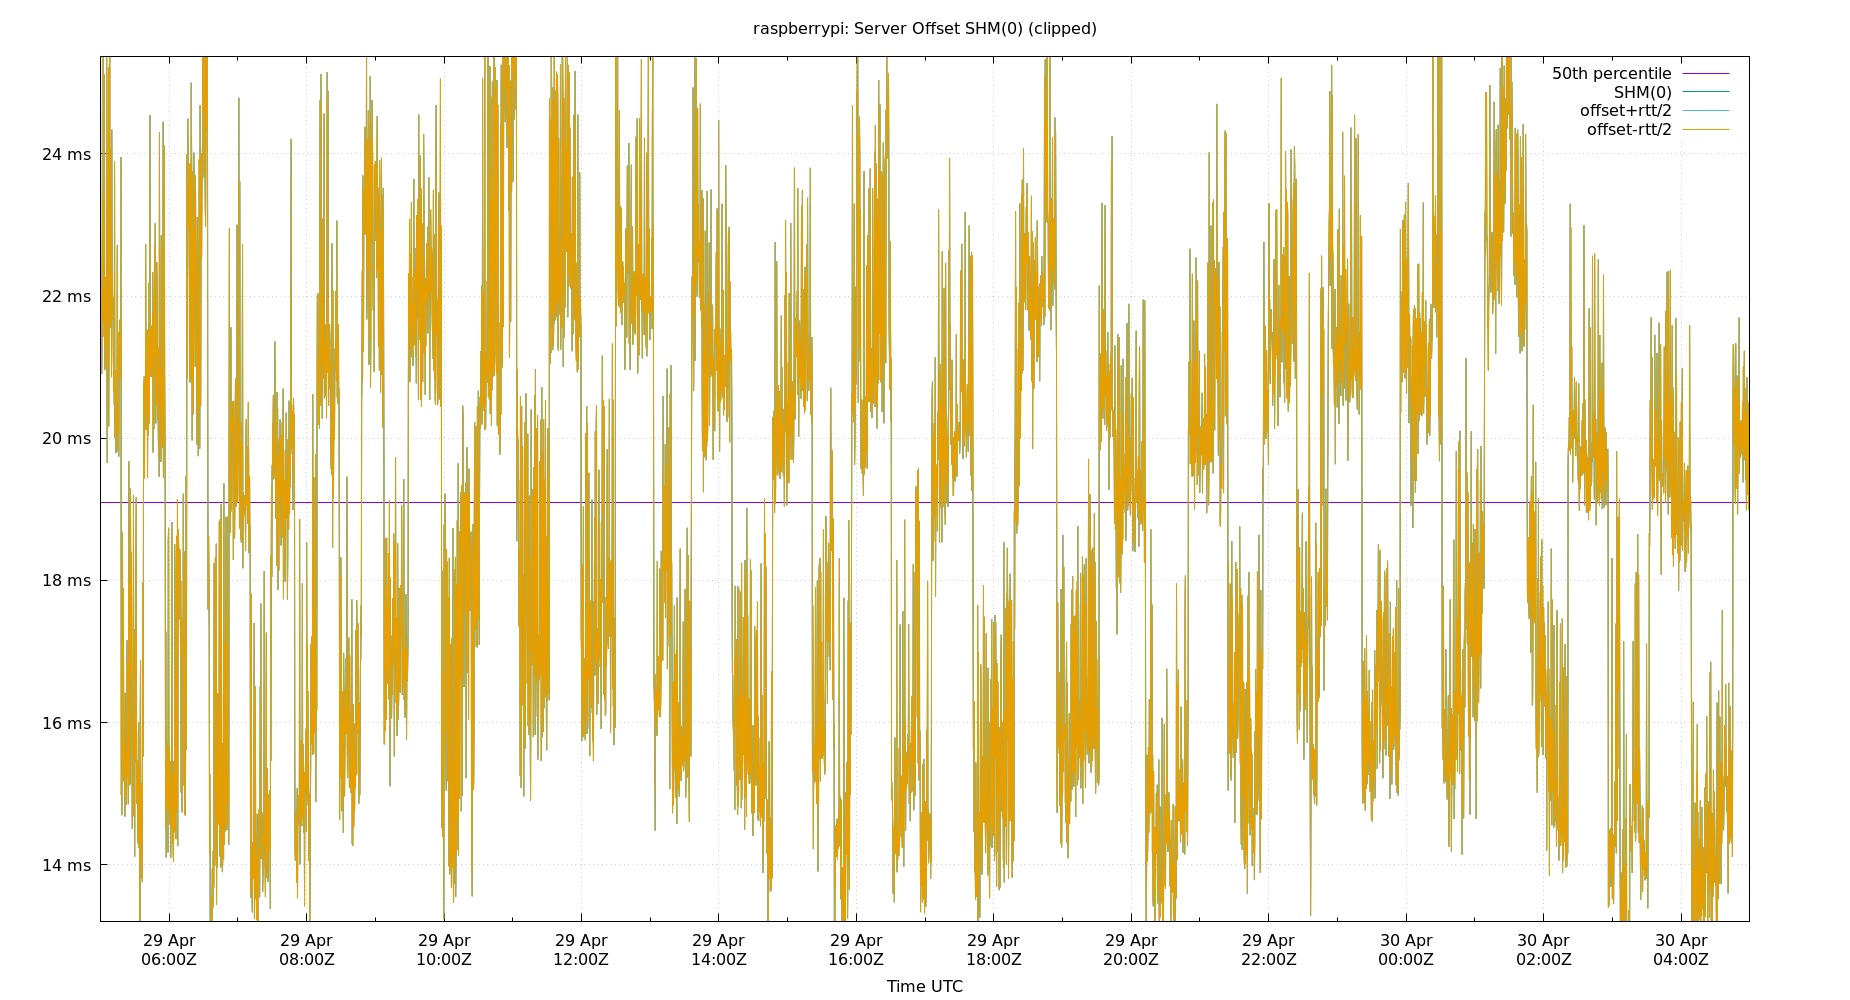 raspberrypi: Server Offset SHM(0) (clipped)
50th percentile
SHM(0)
offset+rtt/2
offset-rtt/2
24 ms
22 ms
20 ms
18 ms
16 ms
14 ms
29 Apr 29 Apr 29 Apr 29 Apr 29 Apr 29 Apr 29 Apr 29 Apr 29 Apr 30 Apr 30 Apr 30 Apr
06:00Z 08:00Z 10:00Z 12:00Z 14:00Z 16:00Z 18:00Z 20:00Z 22:00Z 00:00Z 02:00Z 04:00Z
Time UTC